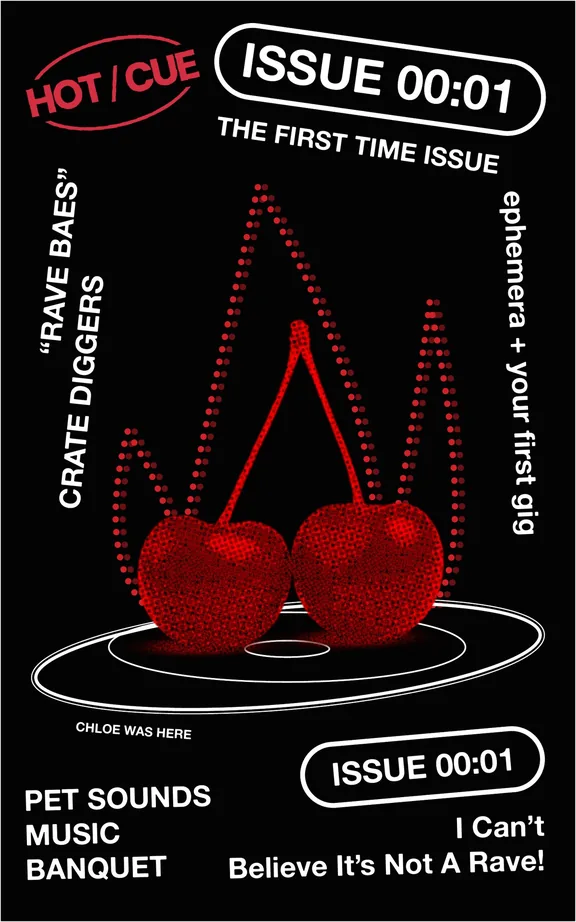 HOT/CUE
ISSUE 00:01
THE FIRST TIME ISSUE
“RAVE BAES”
CRATE DIGGERS
ephemera + your first gig
CHLOE WAS HERE
ISSUE 00:01
PET SOUNDS
MUSIC
BANQUET
I Can’t
Believe It’s Not A Rave!